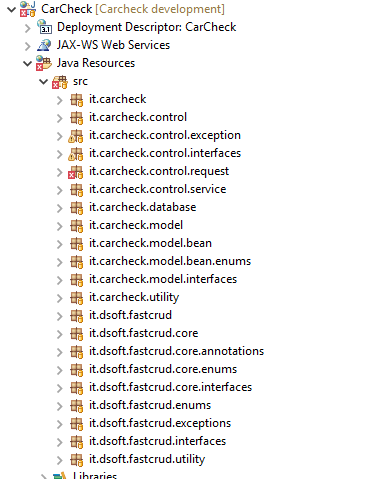 CarCheck [Carcheck development]
3.1 Deployment Descriptor: CarCheck
JAX-WS Web Services
Java Resources
src
it.carcheck
it.carcheck.control
it.carcheck.control.exception
it.carcheck.control.interfaces
it.carcheck.control.request
it.carcheck.control.service
it.carcheck.database
it.carcheck.model
it.carcheck.model.bean
it.carcheck.model.bean.enums
it.carcheck.model.interfaces
it.carcheck.utility
it.dsoft.fastcrud
it.dsoft.fastcrud.core
it.dsoft.fastcrud.core.annotations
it.dsoft.fastcrud.core.enums
it.dsoft.fastcrud.core.interfaces
it.dsoft.fastcrud.enums
it.dsoft.fastcrud.exceptions
it.dsoft.fastcrud.interfaces
it.dsoft.fastcrud.utility
Libraries